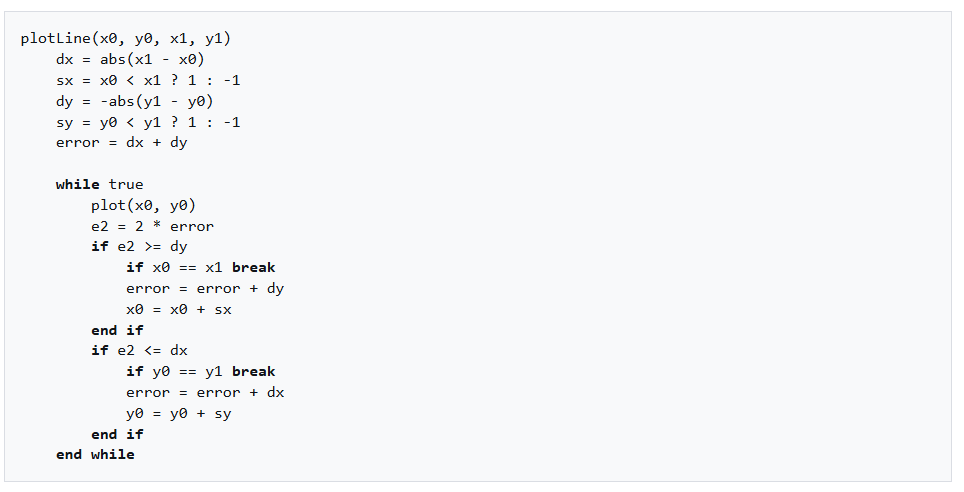 plotLine(x0, y0, x1, y1)
    dx = abs(x1 - x0)
    sx = x0 < x1 ? 1 : -1
    dy = -abs(y1 - y0)
    sy = y0 < y1 ? 1 : -1
    error = dx + dy

    while true
        plot(x0, y0)
        e2 = 2 * error
        if e2 >= dy
            if x0 == x1 break
            error = error + dy
            x0 = x0 + sx
        end if
        if e2 <= dx
            if y0 == y1 break
            error = error + dx
            y0 = y0 + sy
        end if
    end while